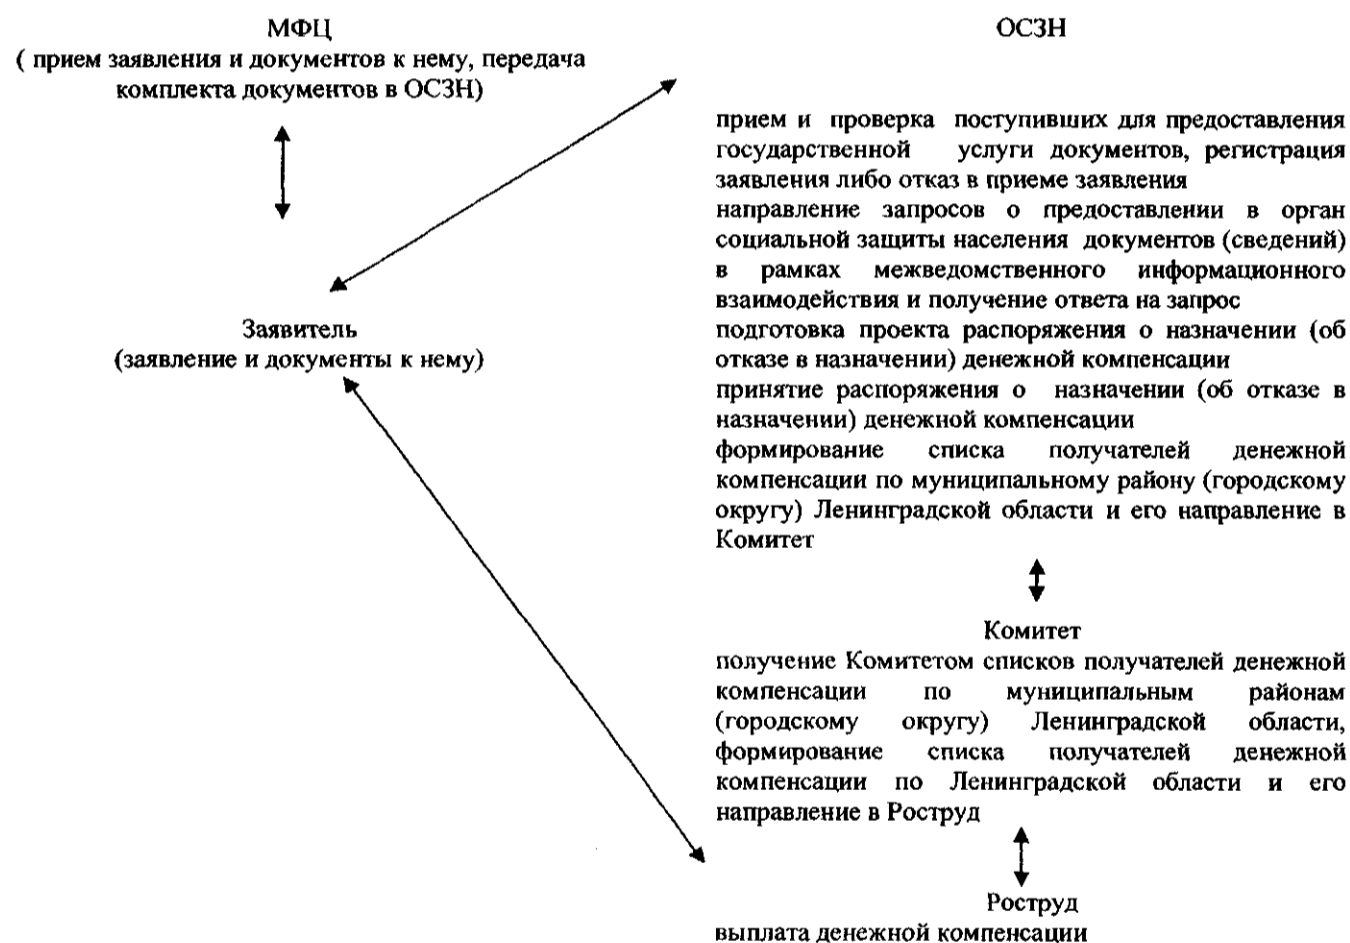 МФЦ
( прием заявления и документов к нему, передача
комплекта документов в ОСЗН)
Заявитель
(заявление и документы к нему)
ОСЗН
прием и проверка поступивших для предоставления
государственной услуги документов, регистрация
заявления либо отказ в приеме заявления
направление запросов о предоставлении в орган
социальной защиты населения документов (сведений)
в рамках межведомственного информационного
взаимодействия и получение ответа на запрос
подготовка проекта распоряжения о назначении (об
отказе в назначении) денежной компенсации
принятие распоряжения о назначении (об отказе в
назначении) денежной компенсации
формирование списка получателей денежной
компенсации по муниципальному району (городскому
округу) Ленинградской области и его направление в
Комитет
Комитет
получение Комитетом списков получателей денежной
компенсации по муниципальным районам
(городскому округу) Ленинградской области,
формирование списка получателей денежной
компенсации по Ленинградской области и его
направление в Роструд
Роструд
выплата денежной компенсации